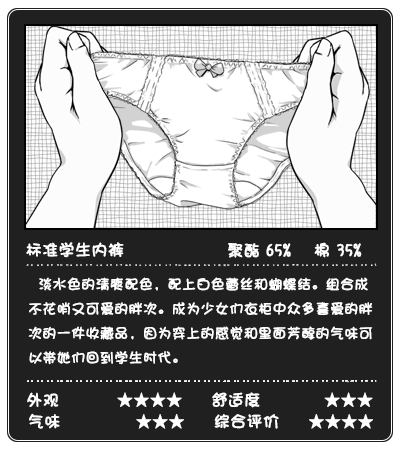 标准学生内裤 聚酯 65% 棉 35%
淡水色的清爽配色，配上白色蕾丝和蝴蝶结。组合成
不花哨又可爱的胖次。成为少女们衣柜中众多喜爱的胖
次的一件收藏品，因为穿上的感觉和里面芳醇的气味可
以带她们回到学生时代。
外观 ★★★★ 舒适度 ★★★
气味 ★★★ 综合评价 ★★★★